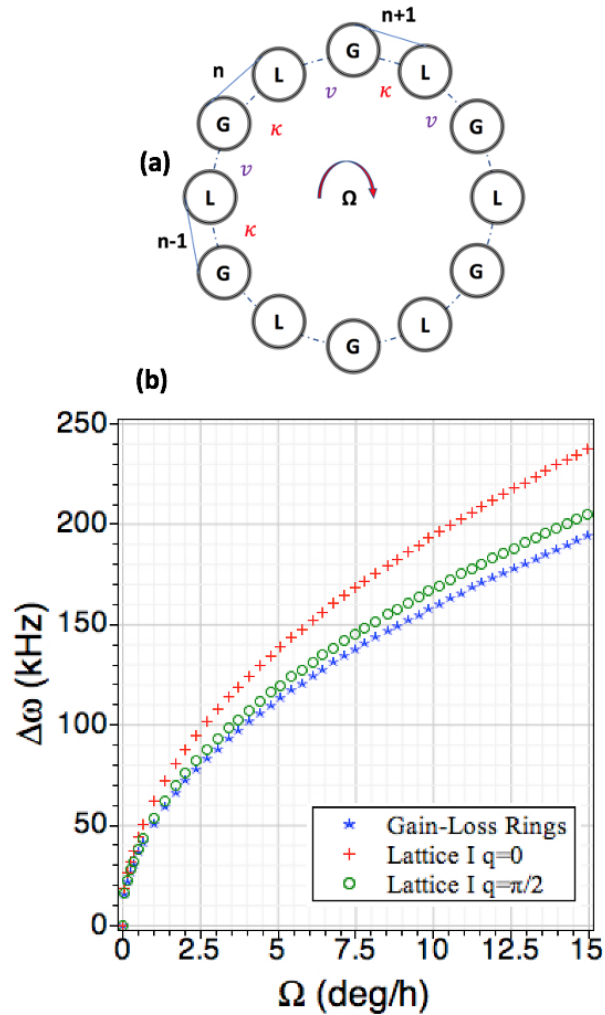 n+1
G
L
L
n
G
G
ν
κ
κ
ν
(a)
ν
L
Ω
L
n-1
κ
G
G
L
L
G
(b)
250
200
150
100
50
0
Δω (kHz)
Gain-Loss Rings
Lattice I q=0
Lattice I q=π/2
0 2.5 5.0 7.5 10 12.5 15
Ω (deg/h)